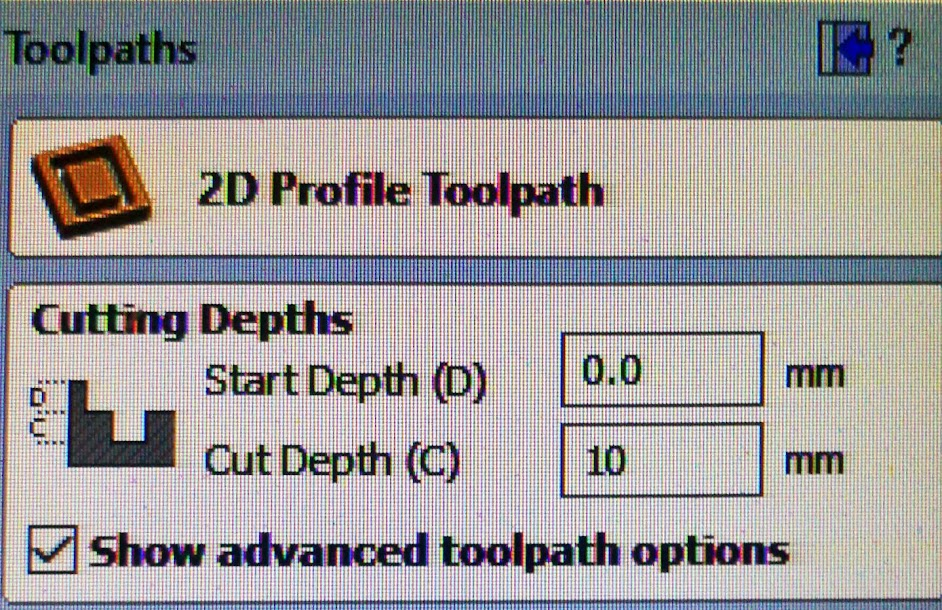 Toolpaths ?
2D Profile Toolpath
Cutting Depths
D Start Depth (D) 0.0 mm
C Cut Depth (C) 10 mm
Show advanced toolpath options